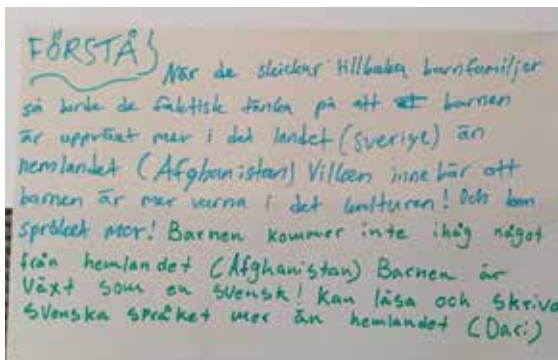 FÖRSTÅ!
När de skickar tillbaka barnfamiljer
så borde de faktisk tänka på att barnen
är uppväxt mer i det landet (Sverige) än
hemlandet (Afghanistan) Vilken innebär att
barnen är mer vana i det kulturen! Och kan
språket mer! Barnen kommer inte ihåg något
från hemlandet (Afghanistan) Barnen är
växt som en svensk! Kan läsa och skriva
svenska språket mer än hemlandet (Dari)